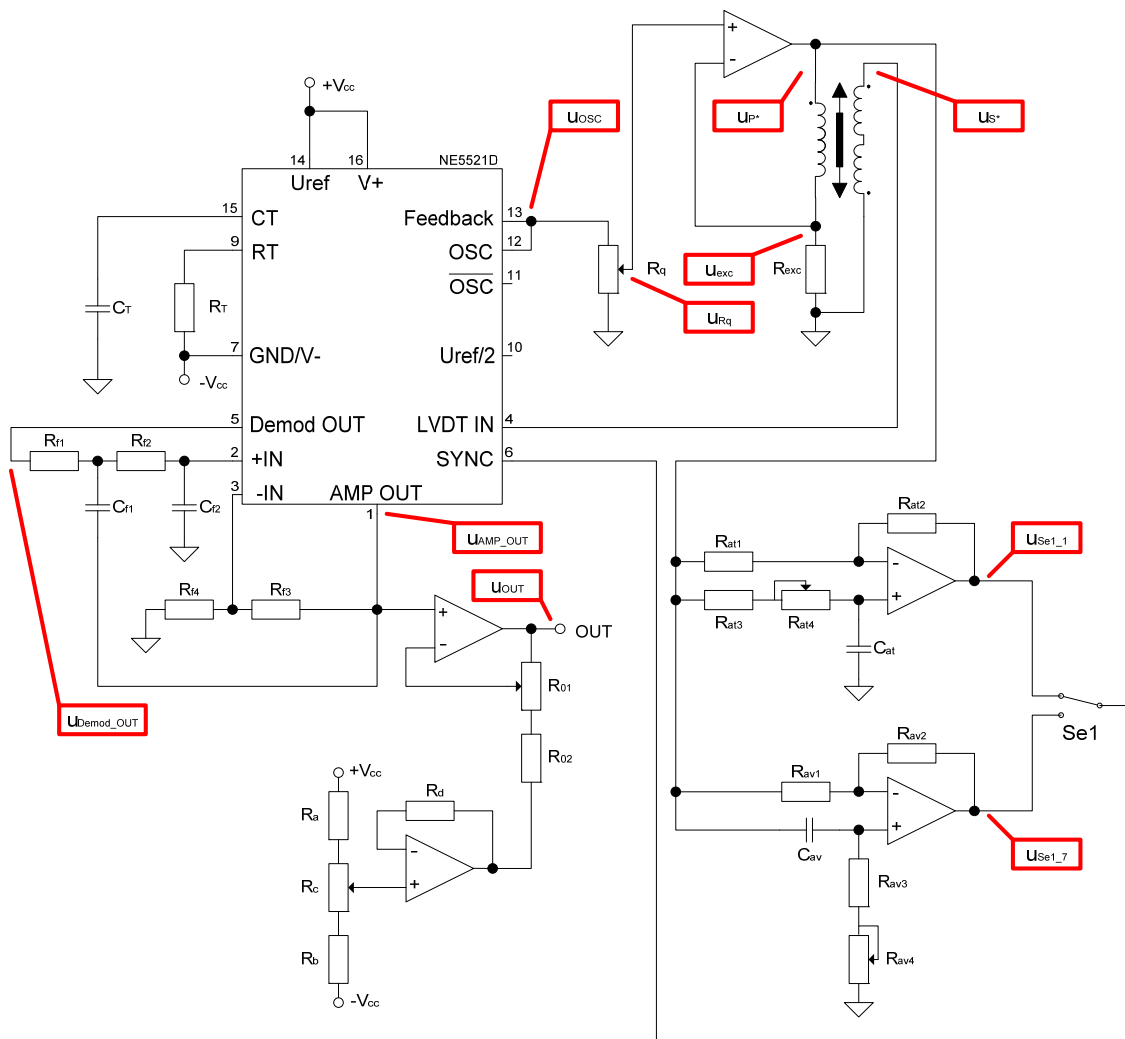 +Vcc
uOSC
uP*
uS*
14
16
NE5521D
Uref
V+
15
CT
Feedback
13
9
RT
OSC
12
OSC
11
Rq
uexc
Rexc
uRq
CT
RT
7
GND/V-
Uref/2
10
-Vcc
5
Demod OUT
LVDT IN
4
Rf1
Rf2
2
+IN
SYNC
6
3
-IN
AMP OUT
1
Cf1
Cf2
uAMP_OUT
Rat2
Rat1
uSe1_1
Rf4
Rf3
uOUT
OUT
+
-
Rat3
Rat4
Cat
uDemod_OUT
R01
R02
Se1
Rav2
Rav1
+Vcc
Ra
Rd
Cav
uSe1_7
Rc
Rav3
Rb
Rav4
-Vcc